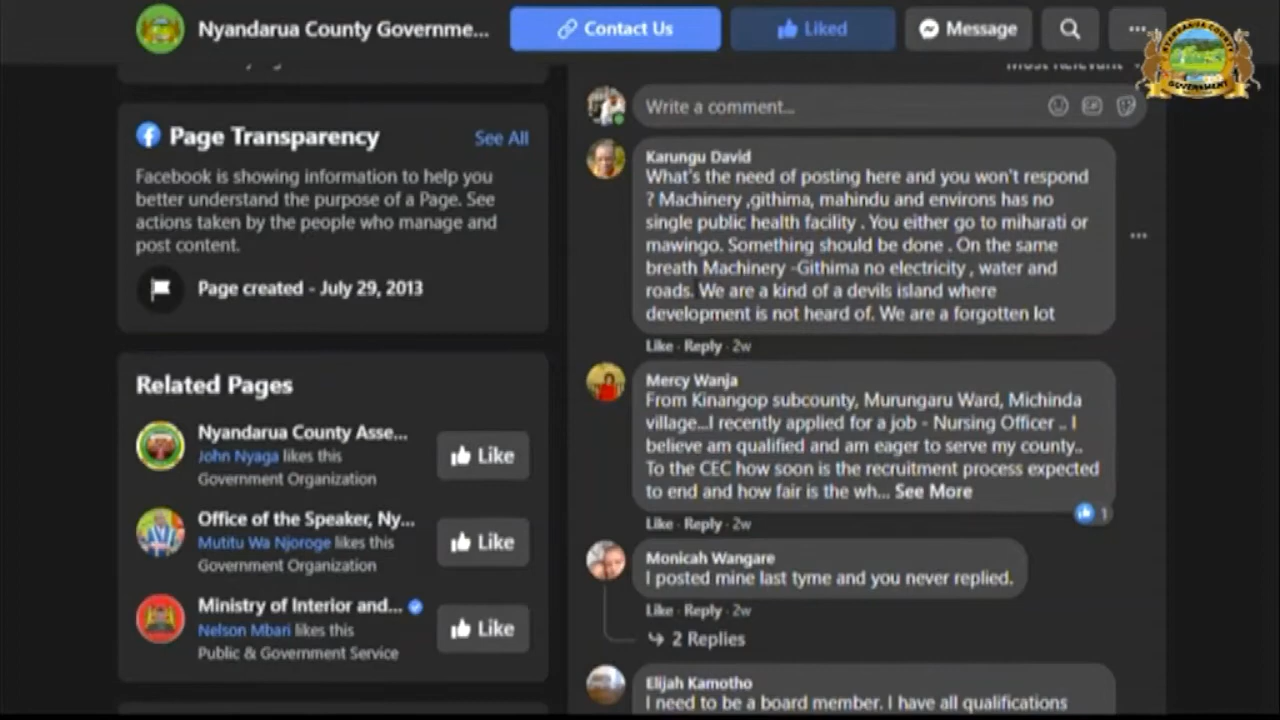 Nyandarua County Governme...
Contact Us
Liked
Message
NYANDARUA COUNTY
GOVERNMENT
Most Relevant
Write a comment...
Page Transparency
See All
Facebook is showing information to help you
better understand the purpose of a Page. See
actions taken by the people who manage and
post content.
Page created - July 29, 2013
Related Pages
Nyandarua County Asse...
John Nyaga likes this
Government Organization
Like
Office of the Speaker, Ny...
Mutitu Wa Njoroge likes this
Government Organization
Like
Ministry of Interior and...
Nelson Mbari likes this
Public & Government Service
Like
Karungu David
What's the need of posting here and you won't respond
? Machinery ,githima, mahindu and environs has no
single public health facility . You either go to miharati or
mawingo. Something should be done . On the same
breath Machinery -Githima no electricity , water and
roads. We are a kind of a devils island where
development is not heard of. We are a forgotten lot
Like · Reply · 2w
Mercy Wanja
From Kinangop subcounty, Murungaru Ward, Michinda
village...I recently applied for a job - Nursing Officer .. I
believe am qualified and am eager to serve my county..
To the CEC how soon is the recruitment process expected
to end and how fair is the wh... See More
1
Like · Reply · 2w
Monicah Wangare
I posted mine last tyme and you never replied.
Like · Reply · 2w
2 Replies
Elijah Kamotho
I need to be a board member. I have all qualifications